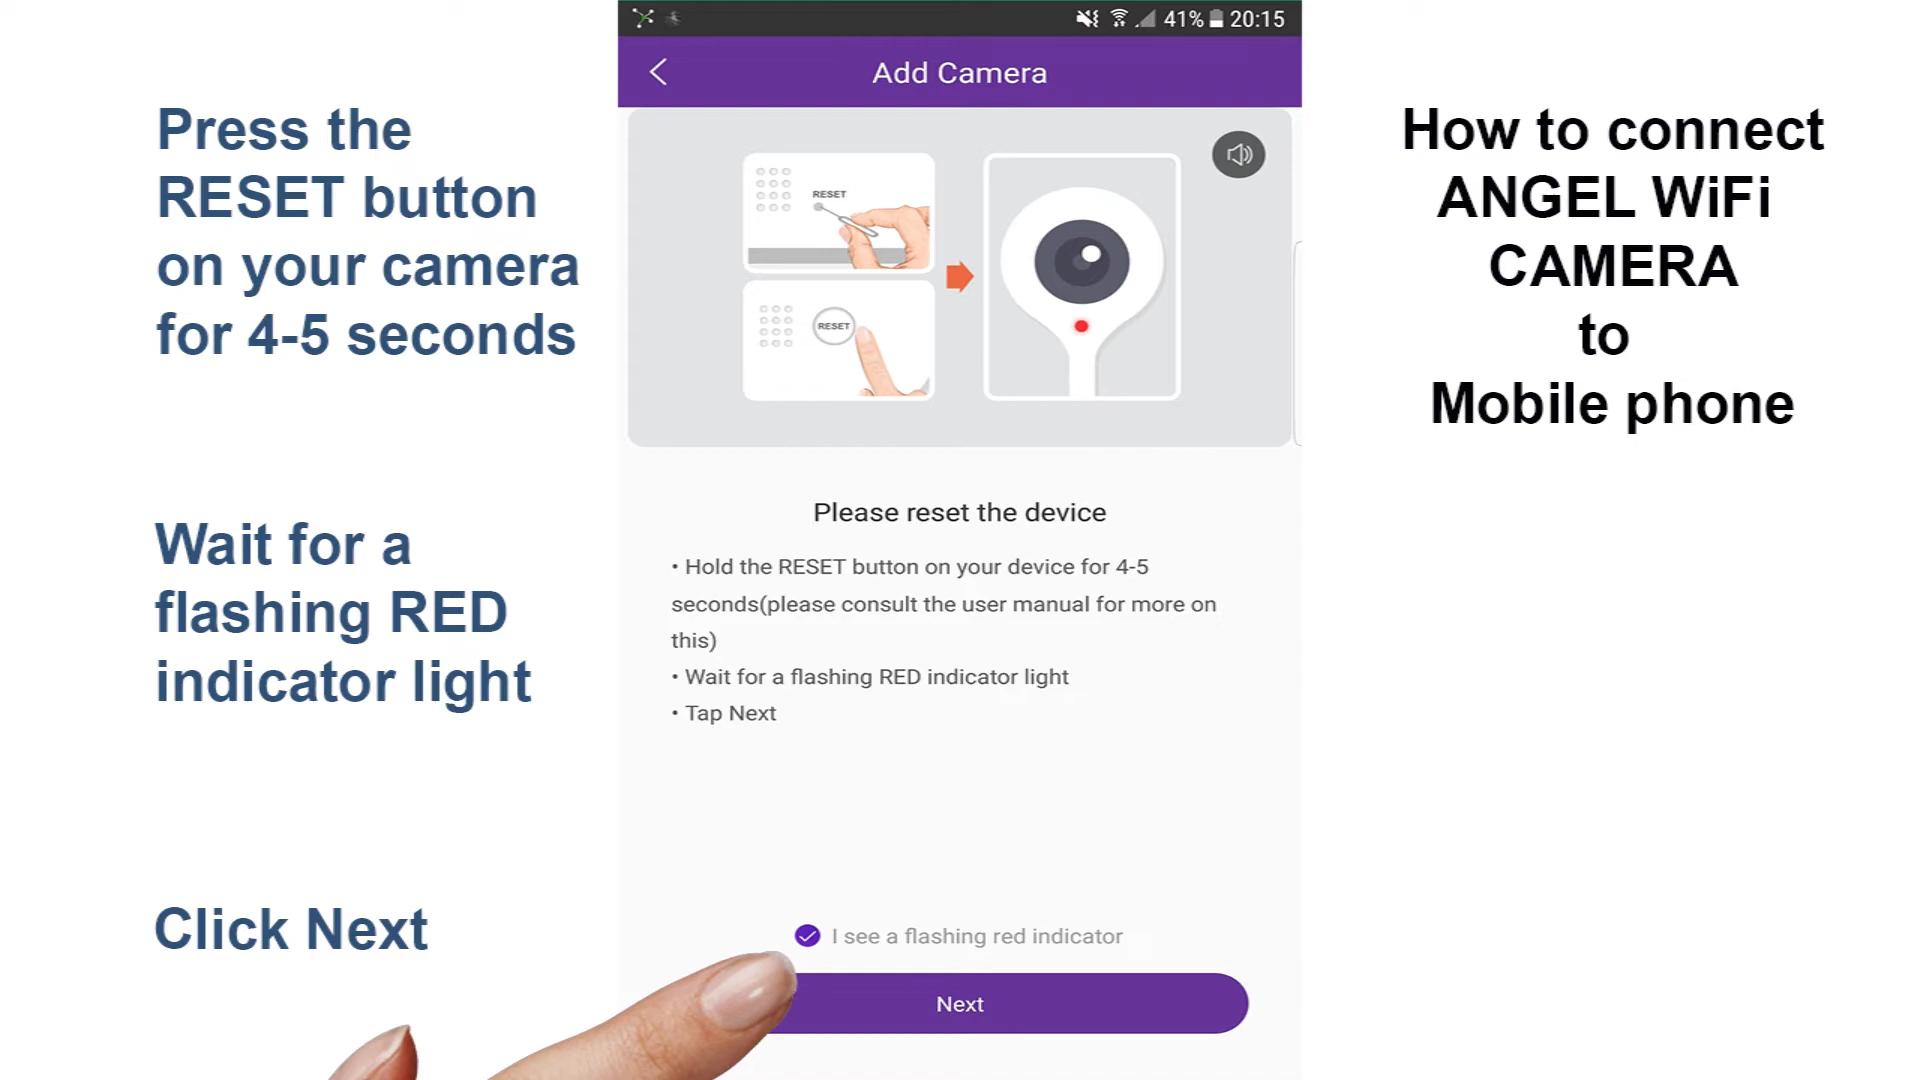 Press the
RESET button
on your camera
for 4-5 seconds
Wait for a
flashing RED
indicator light
Click Next
41% 20:15
Add Camera
RESET
RESET
Please reset the device
• Hold the RESET button on your device for 4-5
seconds(please consult the user manual for more on
this)
• Wait for a flashing RED indicator light
• Tap Next
I see a flashing red indicator
Next
How to connect
ANGEL WiFi
CAMERA
to
Mobile phone